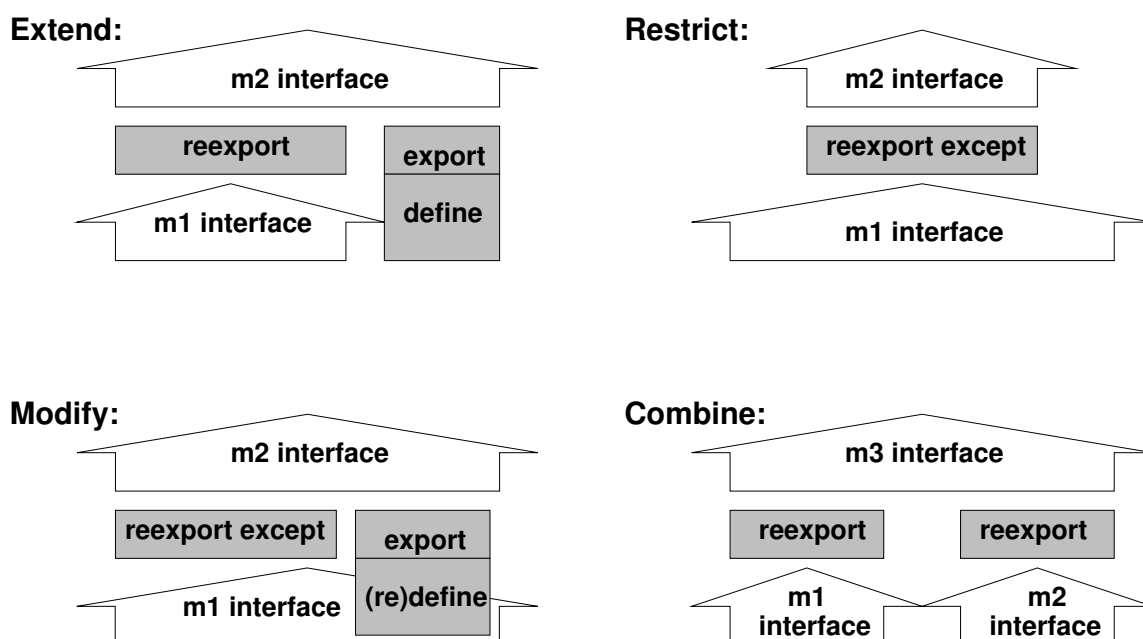 Extend:
m2 interface
reexport
export
m1 interface
define
Restrict:
m2 interface
reexport except
m1 interface
Modify:
m2 interface
reexport except
export
m1 interface
(re)define
Combine:
m3 interface
reexport
reexport
m1
interface
m2
interface